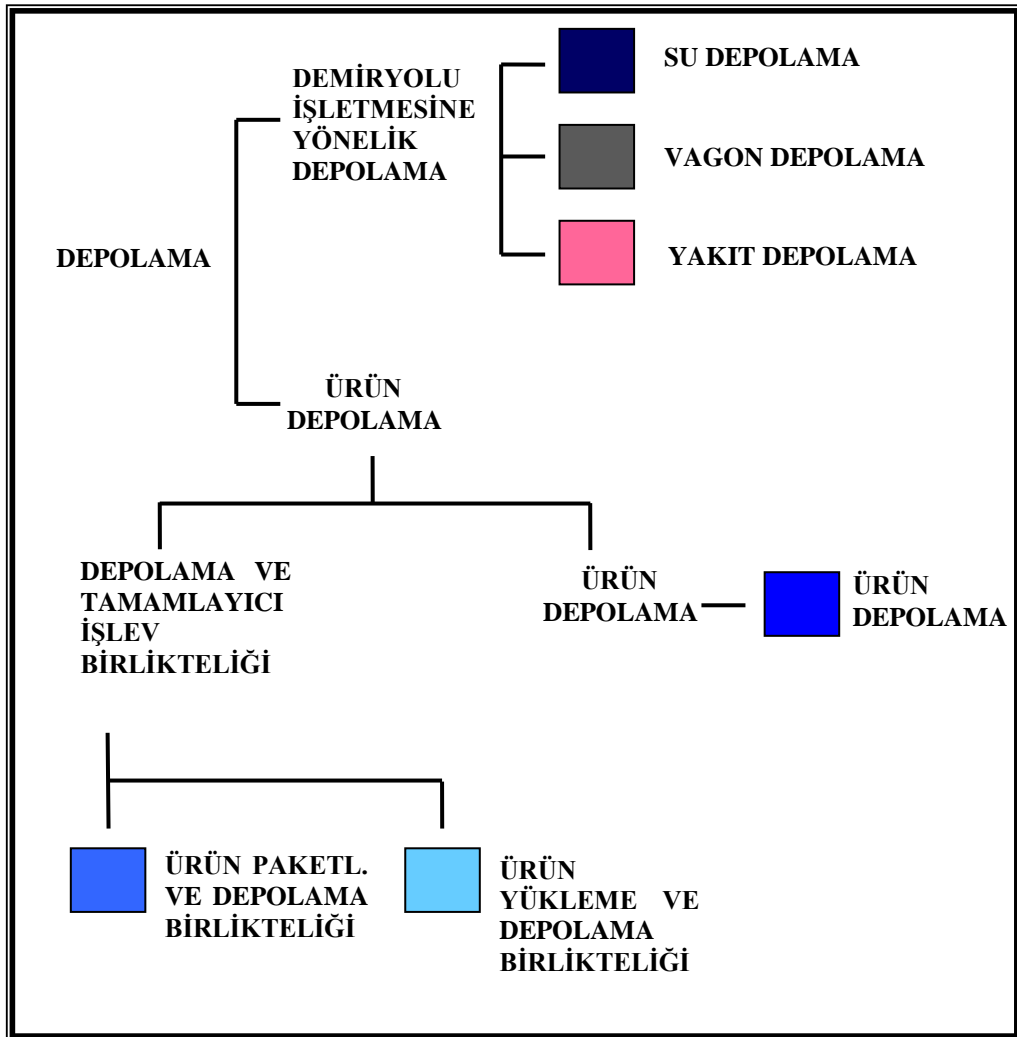 DEMİRYOLU
İŞLETMESİNE
YÖNELİK
DEPOLAMA
SU DEPOLAMA
VAGON DEPOLAMA
YAKIT DEPOLAMA
DEPOLAMA
ÜRÜN
DEPOLAMA
DEPOLAMA VE
TAMAMLAYICI
İŞLEV
BİRLİKTELİĞİ
ÜRÜN
DEPOLAMA
ÜRÜN
DEPOLAMA
ÜRÜN PAKETL.
VE DEPOLAMA
BİRLİKTELİĞİ
ÜRÜN
YÜKLEME VE
DEPOLAMA
BİRLİKTELİĞİ